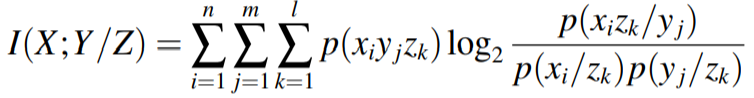 I(X;Y/Z) = \sum_{i=1}^{n} \sum_{j=1}^{m} \sum_{k=1}^{l} p(x_i y_j z_k) \log_2 \frac{p(x_i z_k / y_j)}{p(x_i / z_k) p(y_j / z_k)}